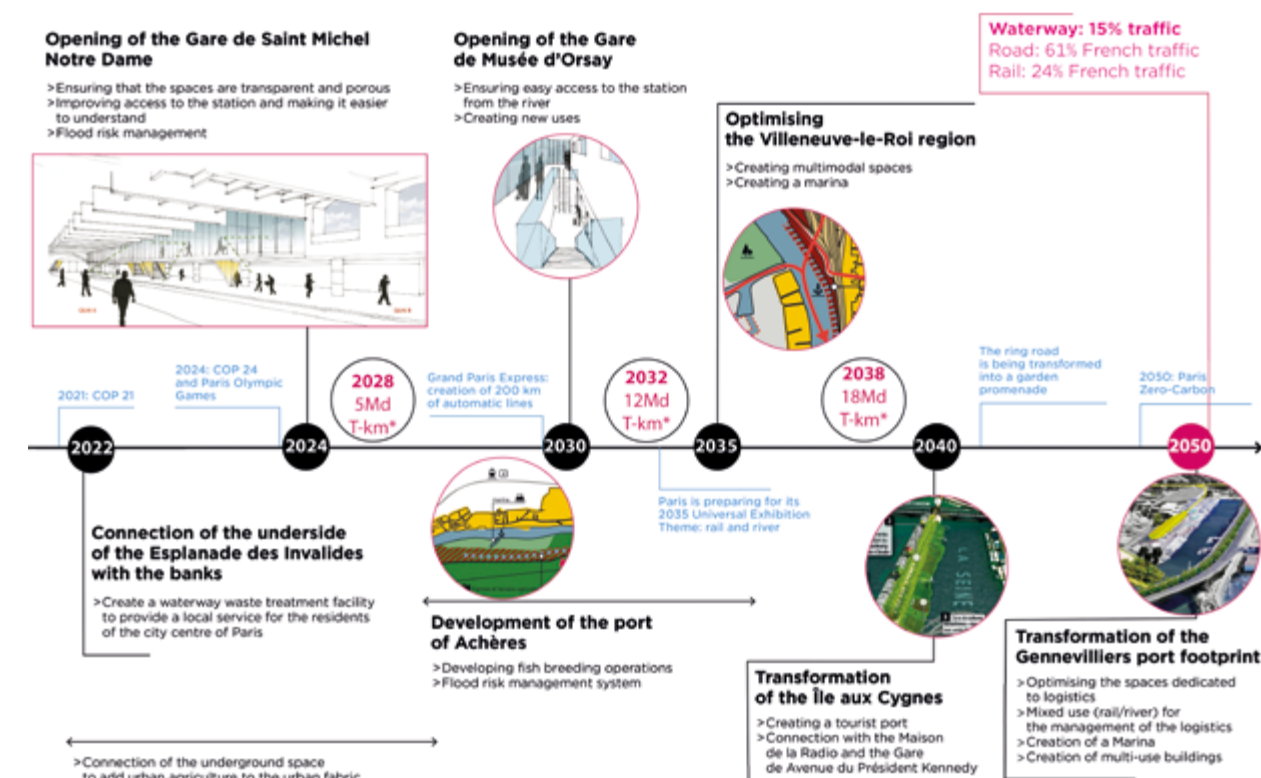 Opening of the Gare de Saint Michel
Notre Dame
>Ensuring that the spaces are transparent and porous
>Improving access to the station and making it easier
to understand
>Flood risk management
Opening of the Gare
de Musée d'Orsay
>Ensuring easy access to the station
from the river
>Creating new uses
Waterway: 15% traffic
Road: 61% French traffic
Rail: 24% French traffic
Optimising
the Villeneuve-le-Roi region
>Creating multimodal spaces
>Creating a marina
2021: COP 21
2024: COP 24
and Paris Olympic
Games
2028
5Md
T-km*
Grand Paris Express:
creation of 200 km
of automatic lines
2032
12Md
T-km*
2038
18Md
T-km*
The ring road
is being transformed
into a garden
promenade
2050: Paris
Zero-Carbon
2022
2024
2030
2035
2040
2050
Paris is preparing for its
2035 Universal Exhibition
Theme: rail and river
Connection of the underside
of the Esplanade des Invalides
with the banks
>Create a waterway waste treatment facility
to provide a local service for the residents
of the city centre of Paris
Development of the port
of Achères
>Developing fish breeding operations
>Flood risk management system
LA SEINE
Transformation
of the Île aux Cygnes
>Creating a tourist port
>Connection with the Maison
de la Radio and the Gare
de Avenue du Président Kennedy
Transformation of the
Gennevilliers port footprint
>Optimising the spaces dedicated
to logistics
>Mixed use (rail/river) for
the management of the logistics
>Creation of a Marina
>Creation of multi-use buildings
>Connection of the underground space
to add urban agriculture to the urban fabric